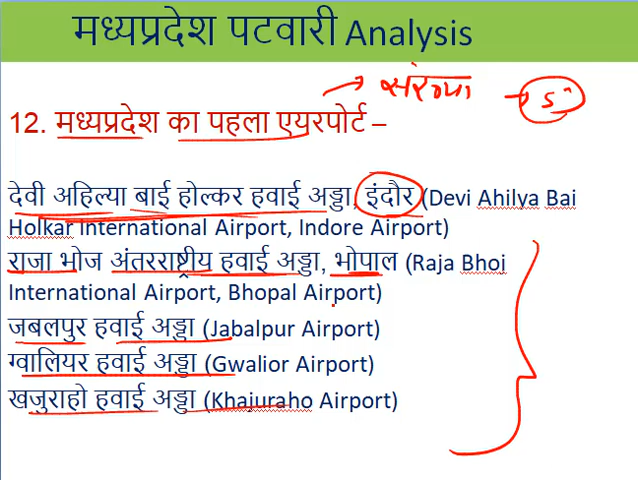 मध्यप्रदेश पटवारी Analysis
→ संख्या → 5
12. मध्यप्रदेश का पहला एयरपोर्ट –
देवी अहिल्या बाई होल्कर हवाई अड्डा, इंदौर (Devi Ahilya Bai
Holkar International Airport, Indore Airport)
राजा भोज अंतरराष्ट्रीय हवाई अड्डा, भोपाल (Raja Bhoj
International Airport, Bhopal Airport)
जबलपुर हवाई अड्डा (Jabalpur Airport)
ग्वालियर हवाई अड्डा (Gwalior Airport)
खजुराहो हवाई अड्डा (Khajuraho Airport)